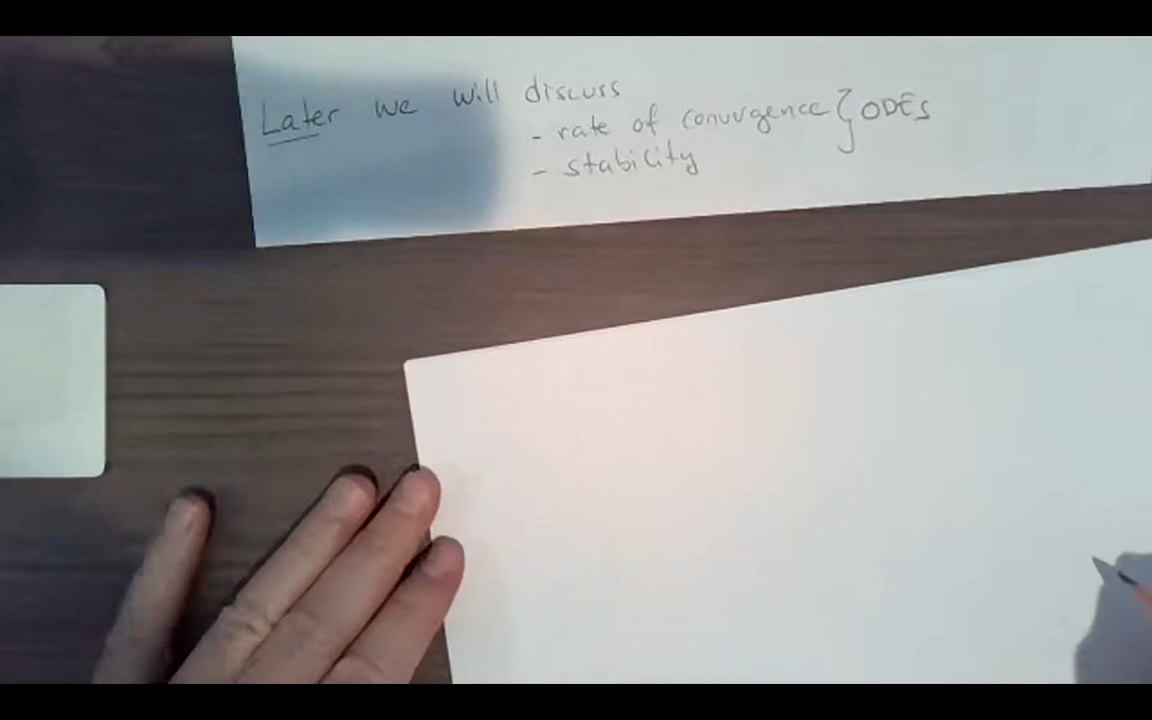 Later we will discuss
- rate of convergence } ODEs
- stability